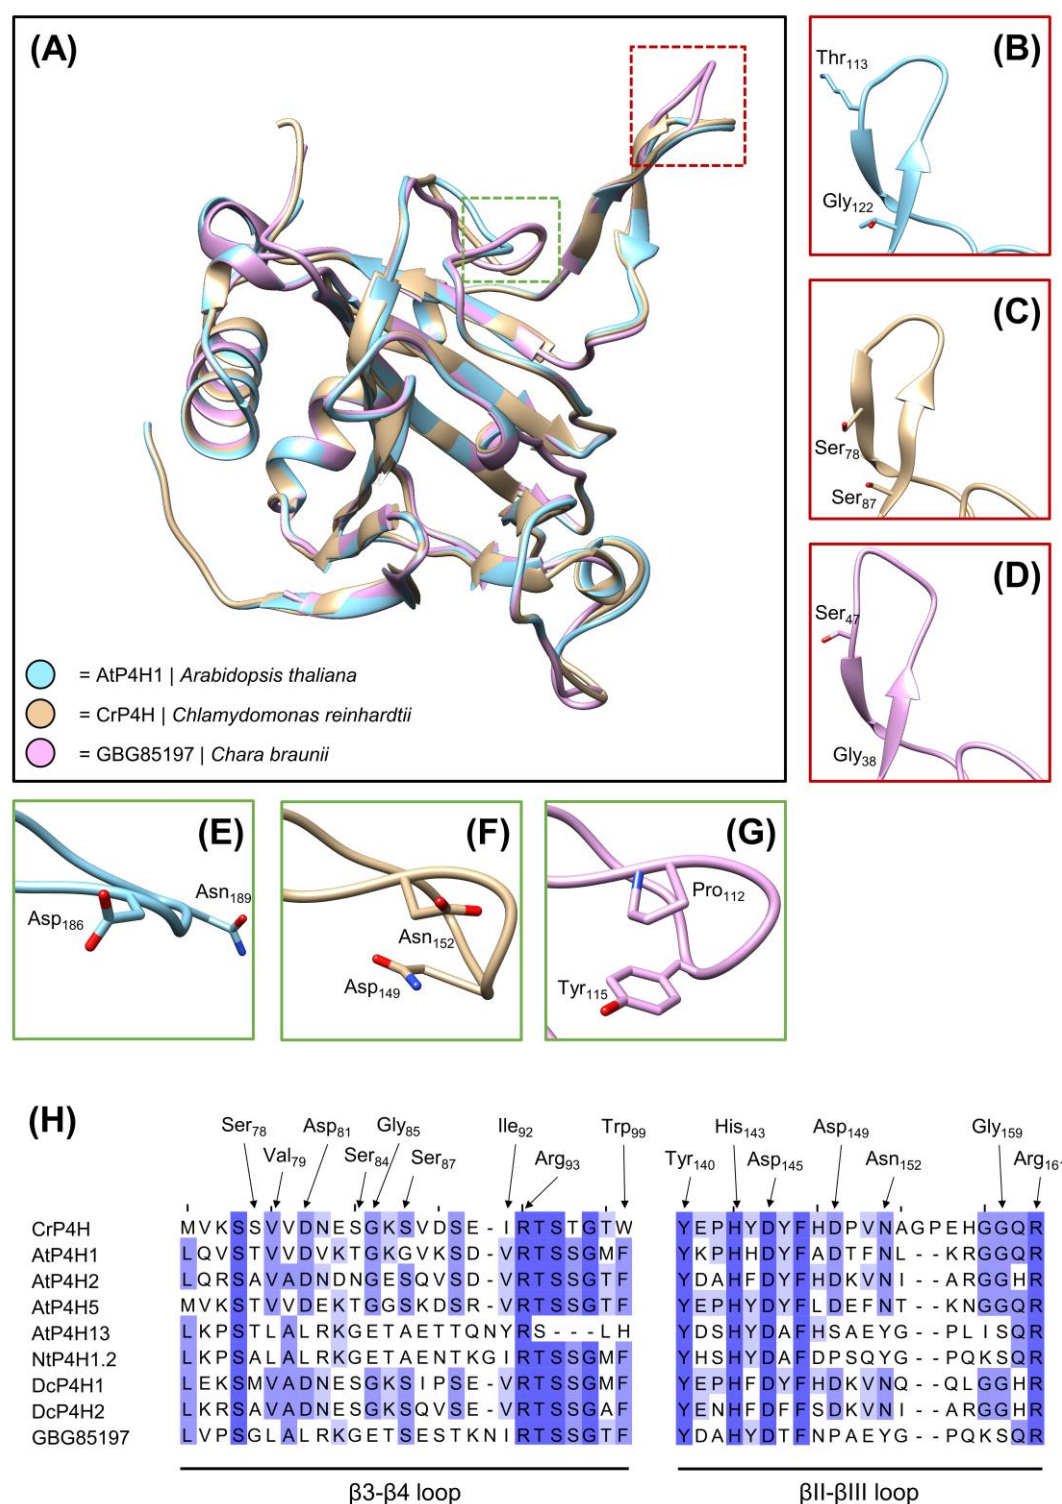 (A)
= AtP4H1 | Arabidopsis thaliana
= CrP4H | Chlamydomonas reinhardtii
= GBG85197 | Chara braunii
(B)
Thr113
Gly122
(C)
Ser78
Ser87
(D)
Ser47
Gly38
(E)
Asp186
Asn189
(F)
Asn152
Asp149
(G)
Pro112
Tyr115
(H)
Ser78 Val79 Asp81 Ser84 Gly85 Ser87 Ile92 Arg93 Trp99 Tyr140 His143 Asp145 Asp149 Asn152 Gly159 Arg161
CrP4H MVKSSVVDNESGKSVDSE-IRTSTGTW YEPHYDYFHDPVNAGPEHGGQR
AtP4H1 LQVSTVVDVKTGKGVKSD-VRTSSGMF YKPHHDYFADTFNL--KRGGQR
AtP4H2 LQRSAVADNDNGESQVSD-VRTSSGTF YDAHFDYFHDKVNI--ARGGHR
AtP4H5 MVKSTVVDEKTGGSKDSR-VRTSSGTF YEPHYDYFLDEFNT--KNGGQR
AtP4H13 LKPSTLALRKGETAETTQNYRS---LH YDSHYDAFHSAEYG--PLISQR
NtP4H1.2 LKPSALALRKGETAENTKGIRTSSGMF YHSHYDAFDPSQYG--PQKSQR
DcP4H1 LEKSMVADNESGKSIPSE-VRTSSGMF YEPHFDYFHDKVNQ--QLGGHR
DcP4H2 LKRSAVADNESGKSQVSE-VRTSSGAF YENHFDFFSDKVNI--ARGGHR
GBG85197 LVPSGLALRKGETSESTKNIRTSSGTF YDAHYDTFNPAEYG--PQKSQR
β3-β4 loop βII-βIII loop